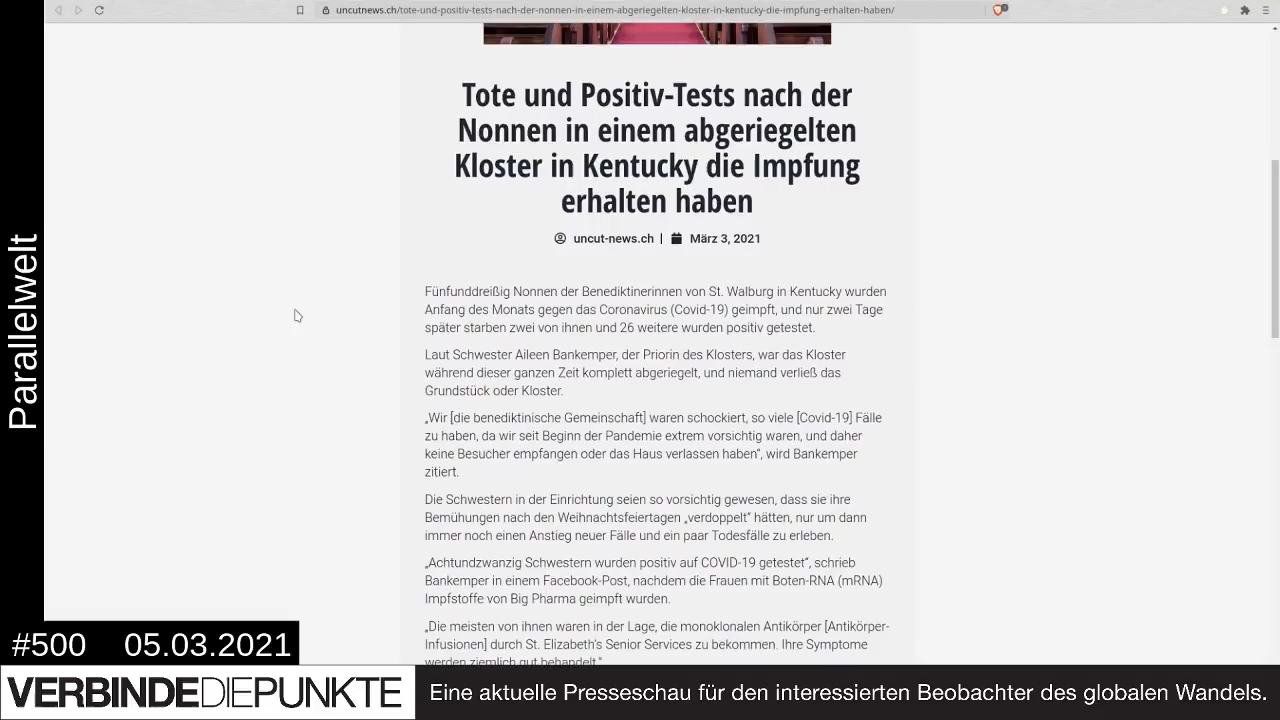 uncutnews.ch/tote-und-positiv-tests-nach-der-nonnen-in-einem-abgeriegelten-kloster-in-kentucky-die-impfung-erhalten-haben/
Tote und Positiv-Tests nach der
Nonnen in einem abgeriegelten
Kloster in Kentucky die Impfung
erhalten haben
uncut-news.ch | März 3, 2021
Fünfunddreißig Nonnen der Benediktinerinnen von St. Walburg in Kentucky wurden
Anfang des Monats gegen das Coronavirus (Covid-19) geimpft, und nur zwei Tage
später starben zwei von ihnen und 26 weitere wurden positiv getestet.
Laut Schwester Aileen Bankemper, der Priorin des Klosters, war das Kloster
während dieser ganzen Zeit komplett abgeriegelt, und niemand verließ das
Grundstück oder Kloster.
„Wir [die benediktinische Gemeinschaft] waren schockiert, so viele [Covid-19] Fälle
zu haben, da wir seit Beginn der Pandemie extrem vorsichtig waren, und daher
keine Besucher empfangen oder das Haus verlassen haben“, wird Bankemper
zitiert.
Die Schwestern in der Einrichtung seien so vorsichtig gewesen, dass sie ihre
Bemühungen nach den Weihnachtsfeiertagen „verdoppelt“ hätten, nur um dann
immer noch einen Anstieg neuer Fälle und ein paar Todesfälle zu erleben.
„Achtundzwanzig Schwestern wurden positiv auf COVID-19 getestet“, schrieb
Bankemper in einem Facebook-Post, nachdem die Frauen mit Boten-RNA (mRNA)
Impfstoffe von Big Pharma geimpft wurden.
„Die meisten von ihnen waren in der Lage, die monoklonalen Antikörper [Antikörper-
Infusionen] durch St. Elizabeth's Senior Services zu bekommen. Ihre Symptome
werden ziemlich gut behandelt.“
Parallelwelt
#500 05.03.2021
VERBINDEDIEPUNKTE
Eine aktuelle Presseschau für den interessierten Beobachter des globalen Wandels.